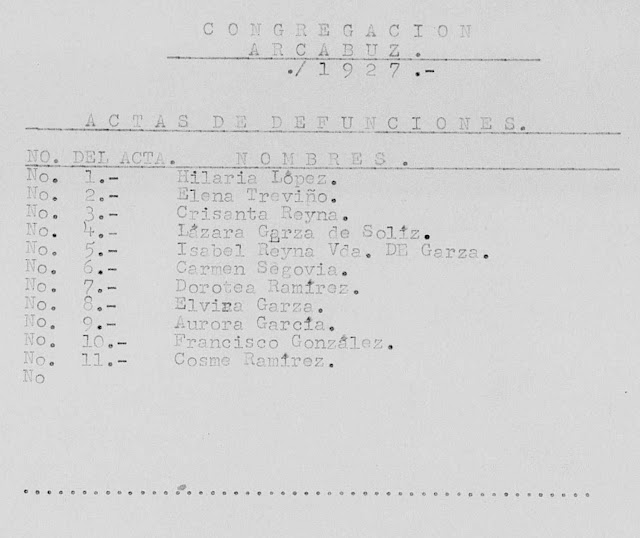 CONGREGACION
ARCABUZ.
./1927.-
ACTAS DE DEFUNCIONES.
NO. DEL ACTA. NOMBRES.
No. 1.- Hilaria López.
No. 2.- Elena Treviño.
No. 3.- Crisanta Reyna.
No. 4.- Lázara Garza de Solíz.
No. 5.- Isabel Reyna Vda. DE Garza.
No. 6.- Carmen Segovia.
No. 7.- Dorotea Ramírez.
No. 8.- Elvira Garza.
No. 9.- Aurora García.
No. 10.- Francisco González.
No. 11.- Cosme Ramírez.
No